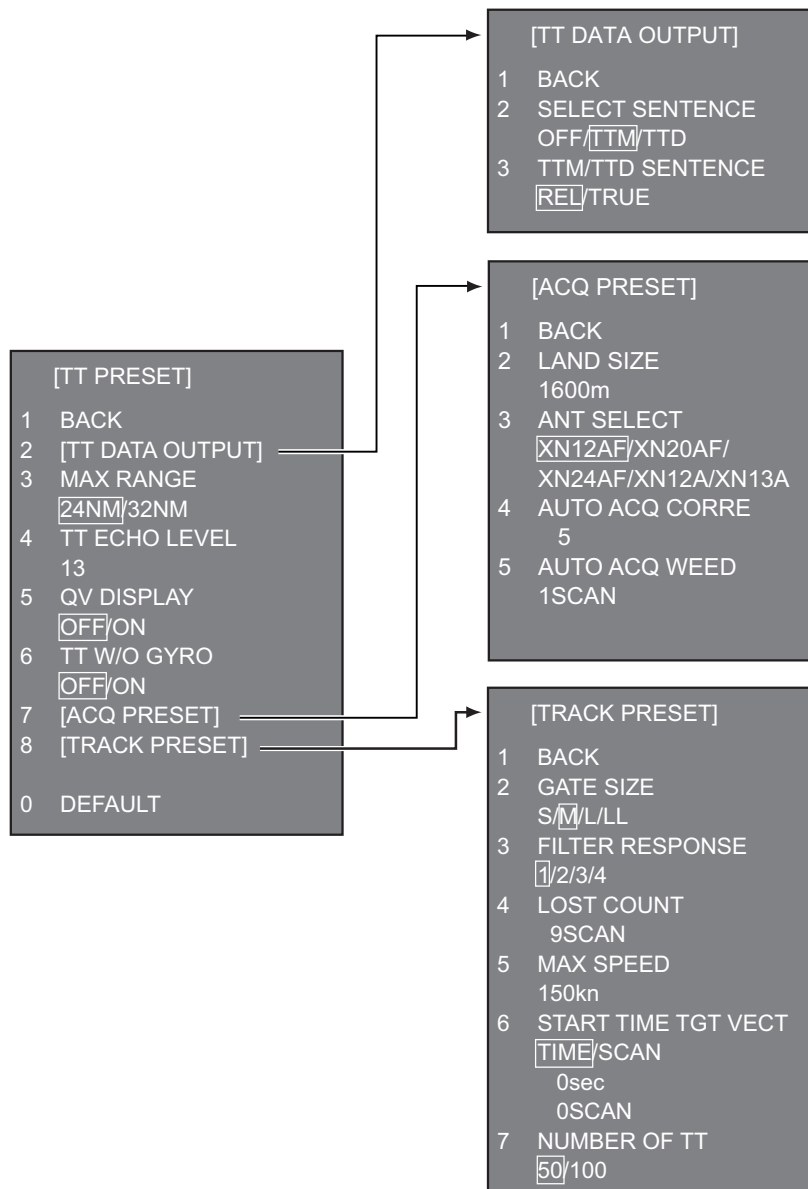 [TT PRESET]
1 BACK
2 [TT DATA OUTPUT]
3 MAX RANGE
24NM/32NM
4 TT ECHO LEVEL
13
5 QV DISPLAY
OFF/ON
6 TT W/O GYRO
OFF/ON
7 [ACQ PRESET]
8 [TRACK PRESET]
0 DEFAULT
[TT DATA OUTPUT]
1 BACK
2 SELECT SENTENCE
OFF/TTM/TTD
3 TTM/TTD SENTENCE
REL/TRUE
[ACQ PRESET]
1 BACK
2 LAND SIZE
1600m
3 ANT SELECT
XN12AF/XN20AF/
XN24AF/XN12A/XN13A
4 AUTO ACQ CORRE
5
5 AUTO ACQ WEED
1SCAN
[TRACK PRESET]
1 BACK
2 GATE SIZE
S/M/L/LL
3 FILTER RESPONSE
1/2/3/4
4 LOST COUNT
9SCAN
5 MAX SPEED
150kn
6 START TIME TGT VECT
TIME/SCAN
0sec
0SCAN
7 NUMBER OF TT
50/100